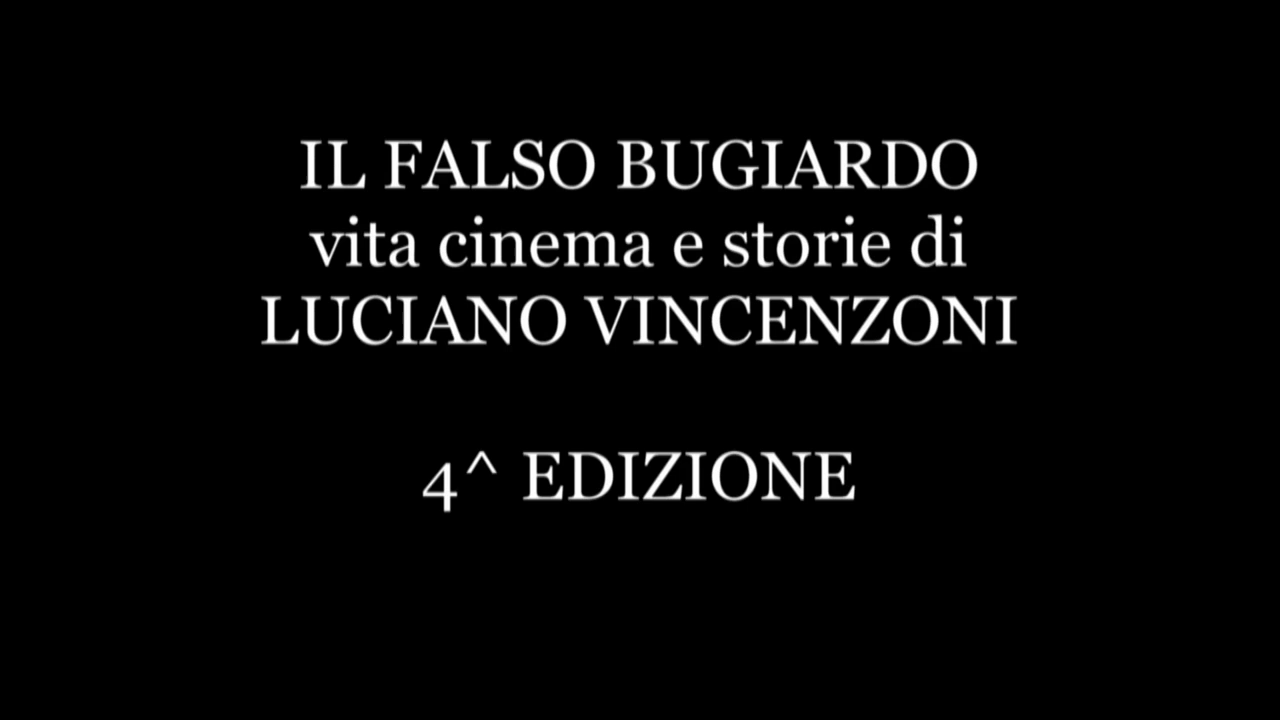 IL FALSO BUGIARDO
vita cinema e storie di
LUCIANO VINCENZONI
4^ EDIZIONE